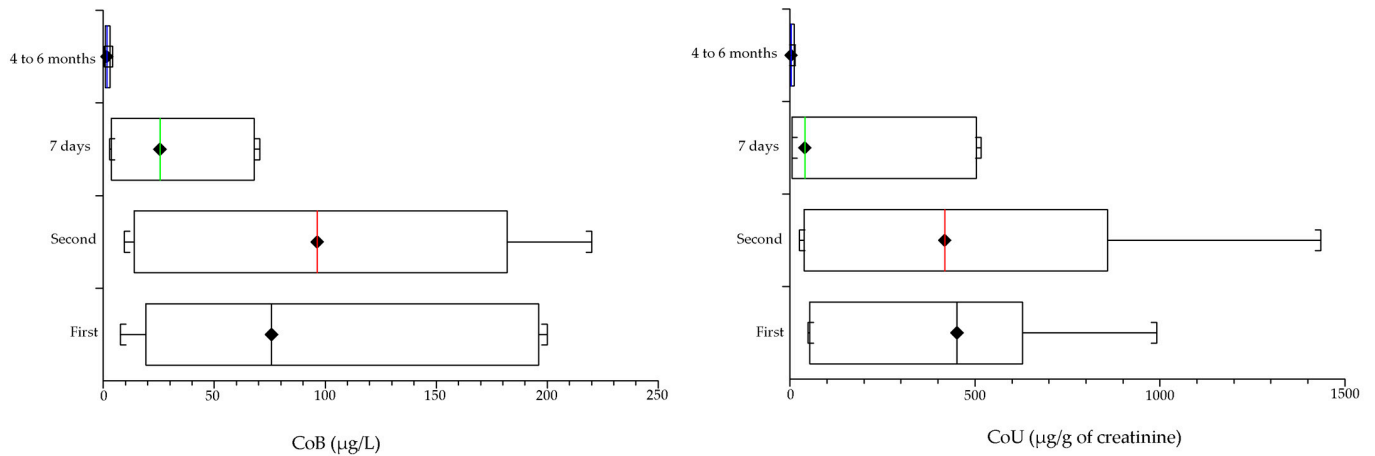 4 to 6 months
7 days
Second
First
0 50 100 150 200 250
CoB (µg/L)
4 to 6 months
7 days
Second
First
0 500 1000 1500
CoU (µg/g of creatinine)